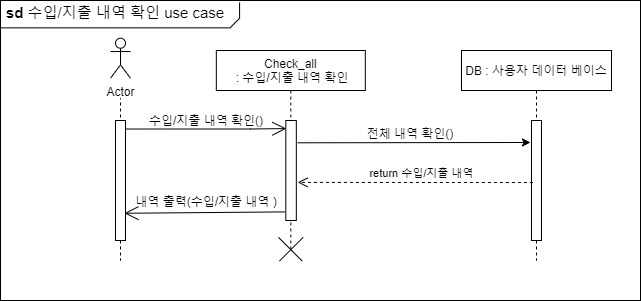 sd 수입/지출 내역 확인 use case
Actor
Check_all
: 수입/지출 내역 확인
DB : 사용자 데이터 베이스
수입/지출 내역 확인()
전체 내역 확인()
return 수입/지출 내역
내역 출력(수입/지출 내역 )